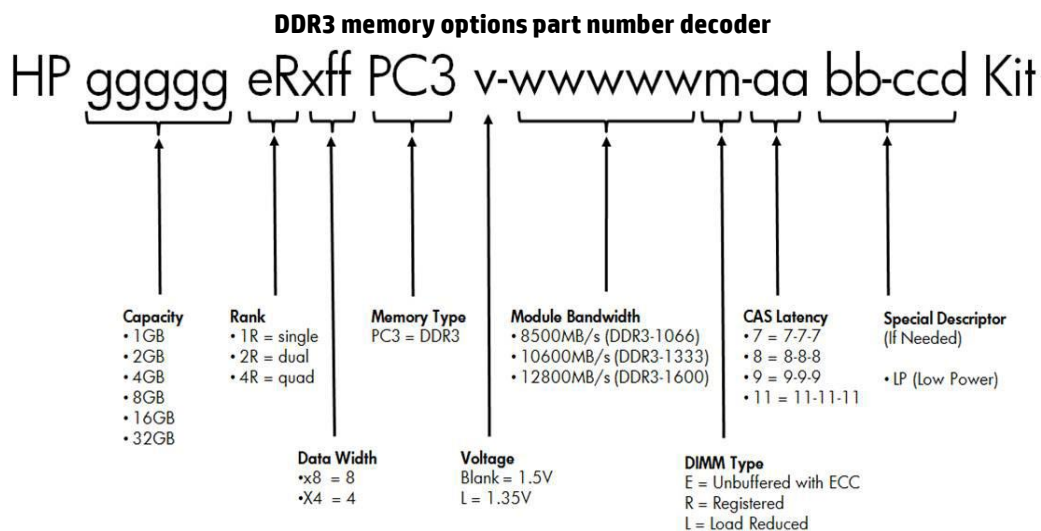 DDR3 memory options part number decoder
HP ggggg eRxff PC3 v-wwwwwm-aa bb-ccd Kit
Capacity
• 1GB
• 2GB
• 4GB
• 8GB
• 16GB
• 32GB
Rank
• 1R = single
• 2R = dual
• 4R = quad
Memory Type
PC3 = DDR3
Module Bandwidth
• 8500MB/s (DDR3-1066)
• 10600MB/s (DDR3-1333)
• 12800MB/s (DDR3-1600)
CAS Latency
• 7 = 7-7-7
• 8 = 8-8-8
• 9 = 9-9-9
• 11 = 11-11-11
Special Descriptor
(If Needed)
• LP (Low Power)
Data Width
•x8 = 8
•X4 = 4
Voltage
Blank = 1.5V
L = 1.35V
DIMM Type
E = Unbuffered with ECC
R = Registered
L = Load Reduced